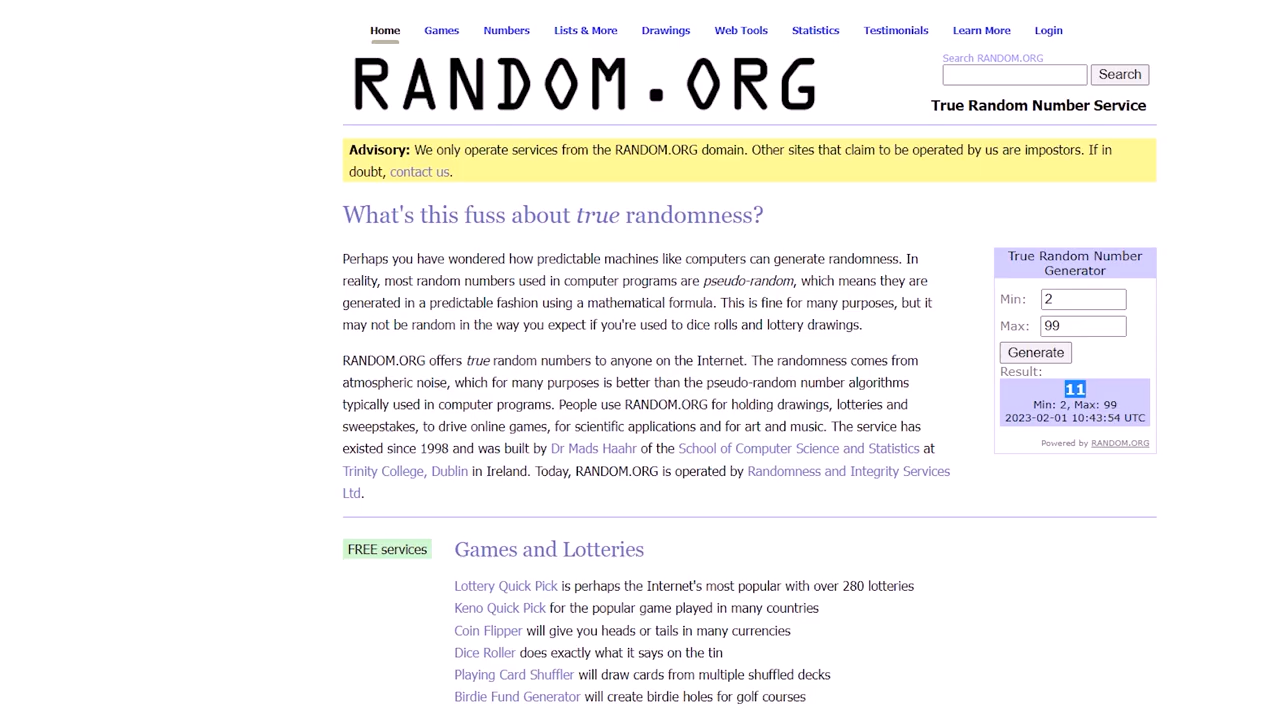 Home Games Numbers Lists & More Drawings Web Tools Statistics Testimonials Learn More Login
RANDOM.ORG
Search RANDOM.ORG
Search
True Random Number Service
Advisory: We only operate services from the RANDOM.ORG domain. Other sites that claim to be operated by us are impostors. If in
doubt, contact us.
What's this fuss about true randomness?
Perhaps you have wondered how predictable machines like computers can generate randomness. In
reality, most random numbers used in computer programs are pseudo-random, which means they are
generated in a predictable fashion using a mathematical formula. This is fine for many purposes, but it
may not be random in the way you expect if you're used to dice rolls and lottery drawings.
RANDOM.ORG offers true random numbers to anyone on the Internet. The randomness comes from
atmospheric noise, which for many purposes is better than the pseudo-random number algorithms
typically used in computer programs. People use RANDOM.ORG for holding drawings, lotteries and
sweepstakes, to drive online games, for scientific applications and for art and music. The service has
existed since 1998 and was built by Dr Mads Haahr of the School of Computer Science and Statistics at
Trinity College, Dublin in Ireland. Today, RANDOM.ORG is operated by Randomness and Integrity Services
Ltd.
True Random Number
Generator
Min: 2
Max: 99
Generate
Result:
11
Min: 2, Max: 99
2023-02-01 10:43:54 UTC
Powered by RANDOM.ORG
FREE services
Games and Lotteries
Lottery Quick Pick is perhaps the Internet's most popular with over 280 lotteries
Keno Quick Pick for the popular game played in many countries
Coin Flipper will give you heads or tails in many currencies
Dice Roller does exactly what it says on the tin
Playing Card Shuffler will draw cards from multiple shuffled decks
Birdie Fund Generator will create birdie holes for golf courses